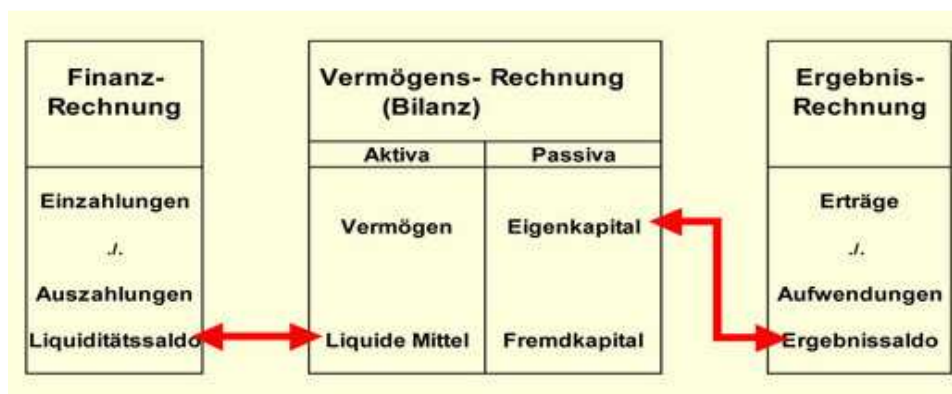 Finanz-
Rechnung
Einzahlungen
./.
Auszahlungen
Liquiditätssaldo
Vermögens- Rechnung
(Bilanz)
Aktiva Passiva
Vermögen Eigenkapital
Liquide Mittel Fremdkapital
Ergebnis-
Rechnung
Erträge
./.
Aufwendungen
Ergebnissaldo